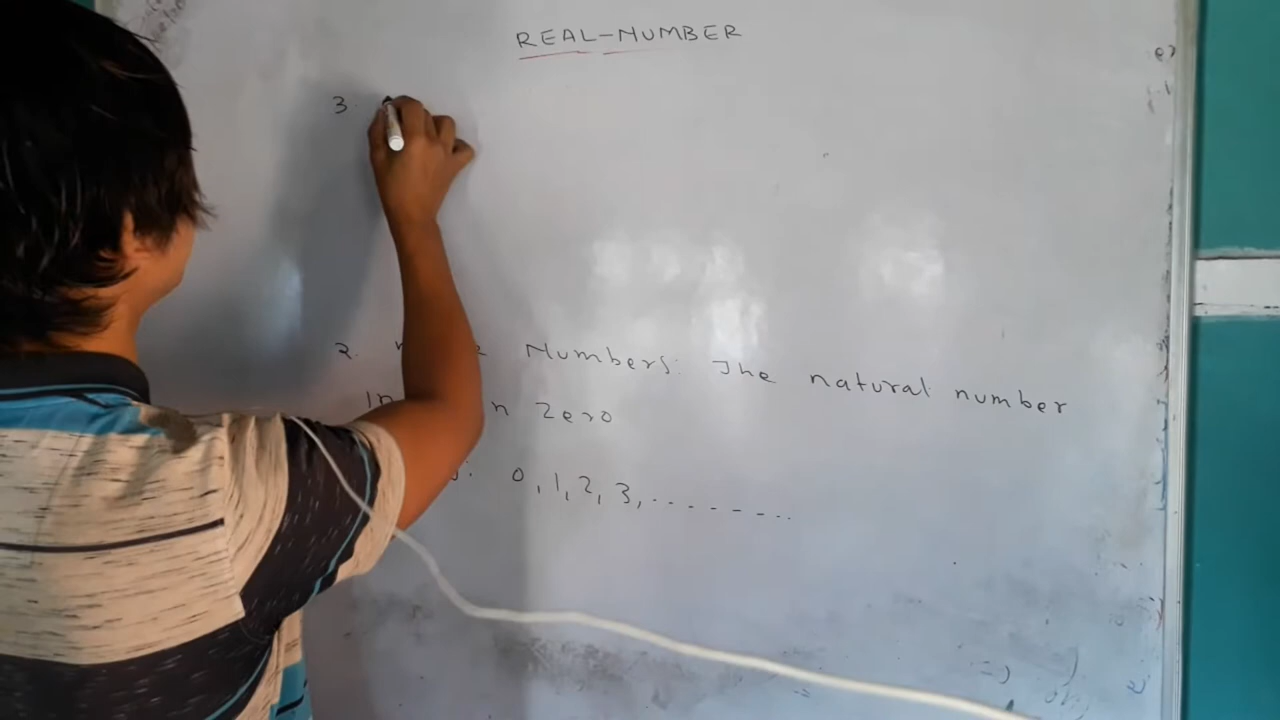 REAL-NUMBER
3.
2. Numbers: The natural number
Zero
0, 1, 2, 3, ........